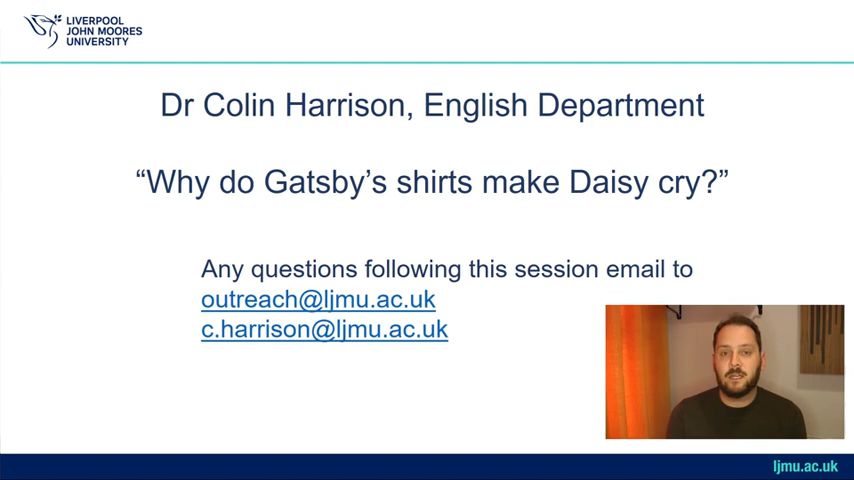 LIVERPOOL
JOHN MOORES
UNIVERSITY
Dr Colin Harrison, English Department
“Why do Gatsby’s shirts make Daisy cry?”
Any questions following this session email to
outreach@ljmu.ac.uk
c.harrison@ljmu.ac.uk
ljmu.ac.uk